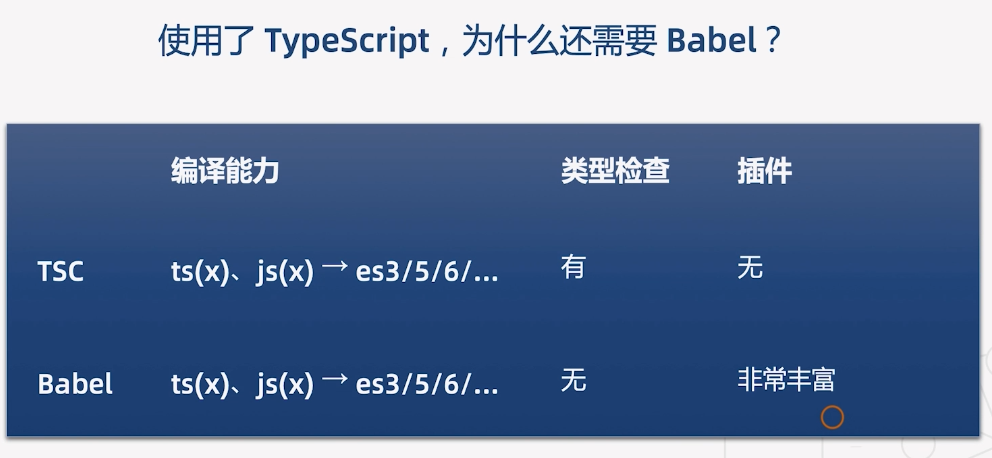 使用了 TypeScript，为什么还需要 Babel？
编译能力 类型检查 插件
TSC ts(x)、js(x) → es3/5/6/... 有 无
Babel ts(x)、js(x) → es3/5/6/... 无 非常丰富